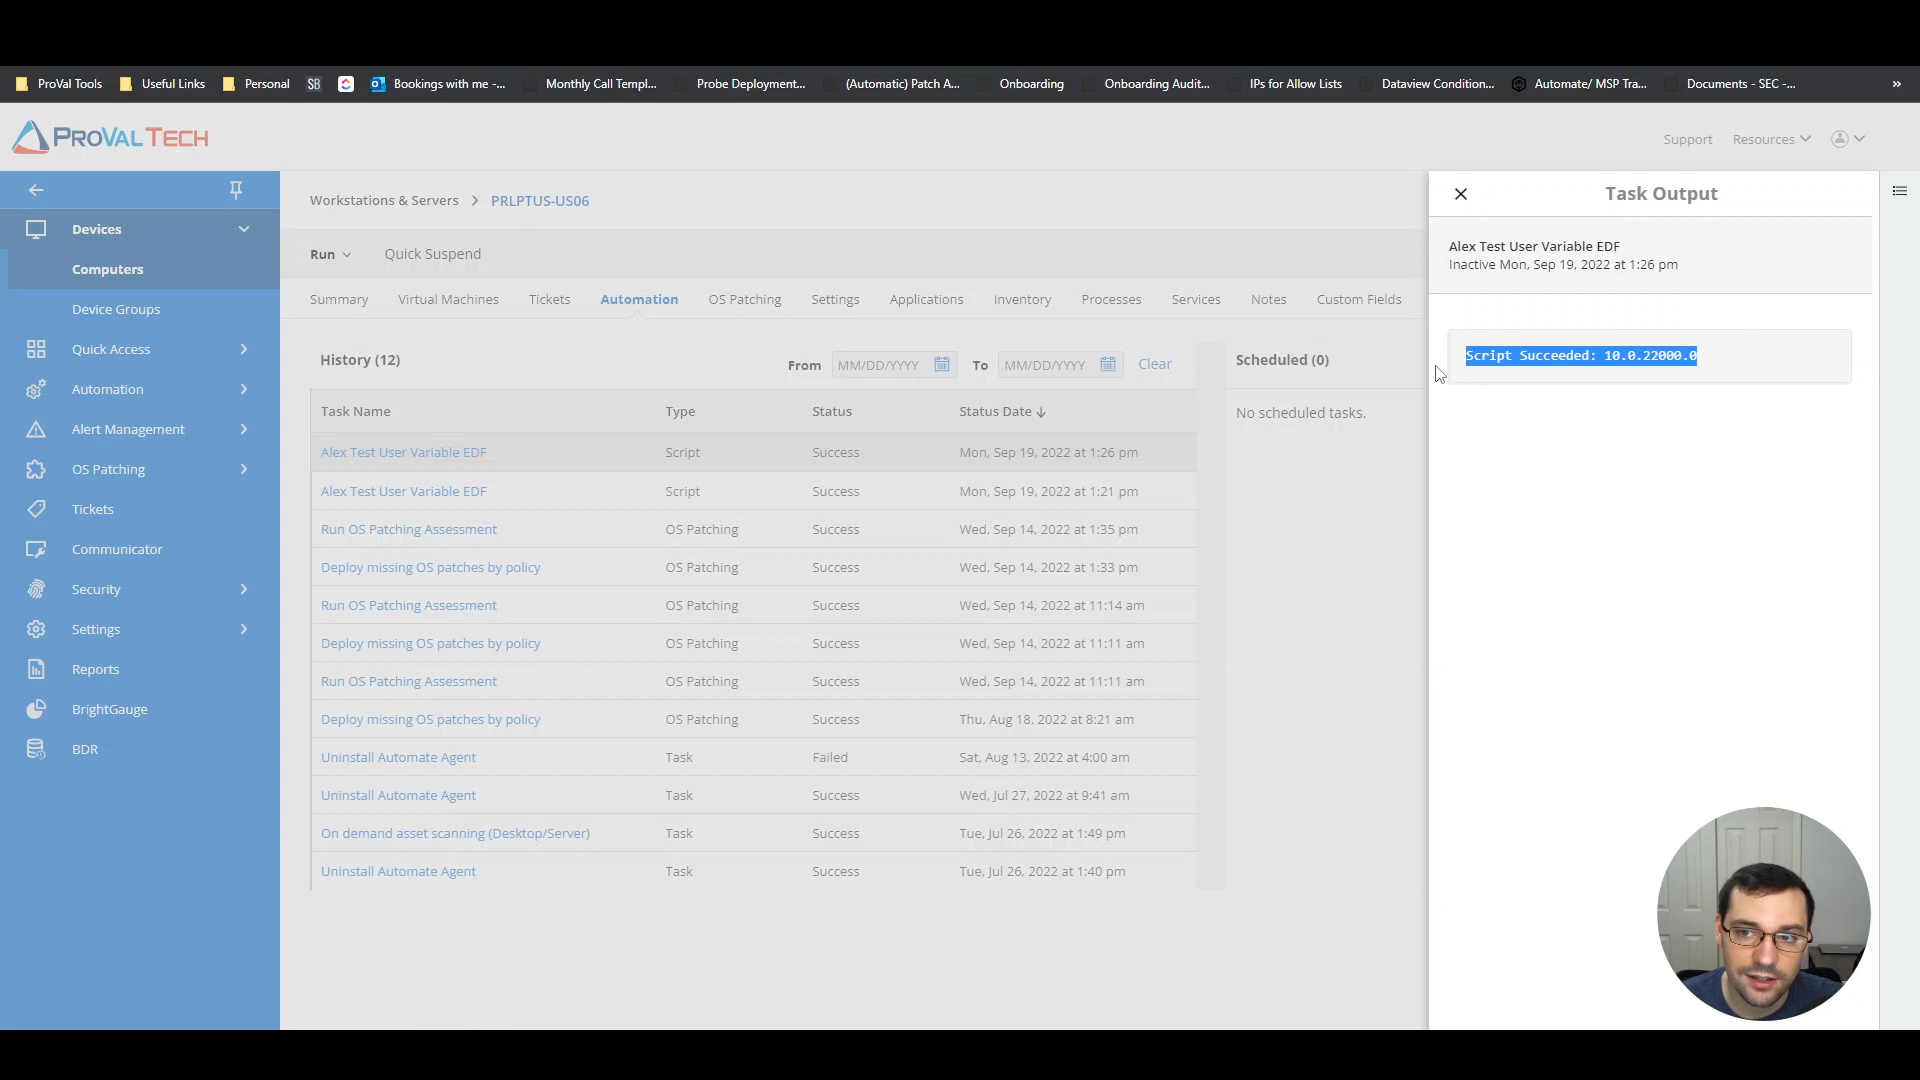 ProVal Tools
Useful Links
Personal
SB
Bookings with me -...
Monthly Call Templ...
Probe Deployment...
(Automatic) Patch A...
Onboarding
Onboarding Audit...
IPs for Allow Lists
Dataview Condition...
Automate/ MSP Tra...
Documents - SEC -...
»
PROVAL TECH
Support
Resources
Devices
Computers
Device Groups
Quick Access
Automation
Alert Management
OS Patching
Tickets
Communicator
Security
Settings
Reports
BrightGauge
BDR
Workstations & Servers > PRLPTUS-US06
Run
Quick Suspend
Summary
Virtual Machines
Tickets
Automation
OS Patching
Settings
Applications
Inventory
Processes
Services
Notes
Custom Fields
History (12)
From MM/DD/YYYY To MM/DD/YYYY Clear
Task Name Type Status Status Date ↓
Alex Test User Variable EDF Script Success Mon, Sep 19, 2022 at 1:26 pm
Alex Test User Variable EDF Script Success Mon, Sep 19, 2022 at 1:21 pm
Run OS Patching Assessment OS Patching Success Wed, Sep 14, 2022 at 1:35 pm
Deploy missing OS patches by policy OS Patching Success Wed, Sep 14, 2022 at 1:33 pm
Run OS Patching Assessment OS Patching Success Wed, Sep 14, 2022 at 11:14 am
Deploy missing OS patches by policy OS Patching Success Wed, Sep 14, 2022 at 11:11 am
Run OS Patching Assessment OS Patching Success Wed, Sep 14, 2022 at 11:11 am
Deploy missing OS patches by policy OS Patching Success Thu, Aug 18, 2022 at 8:21 am
Uninstall Automate Agent Task Failed Sat, Aug 13, 2022 at 4:00 am
Uninstall Automate Agent Task Success Wed, Jul 27, 2022 at 9:41 am
On demand asset scanning (Desktop/Server) Task Success Tue, Jul 26, 2022 at 1:49 pm
Uninstall Automate Agent Task Success Tue, Jul 26, 2022 at 1:40 pm
Scheduled (0)
No scheduled tasks.
Task Output
Alex Test User Variable EDF
Inactive Mon, Sep 19, 2022 at 1:26 pm
Script Succeeded: 10.0.22000.0